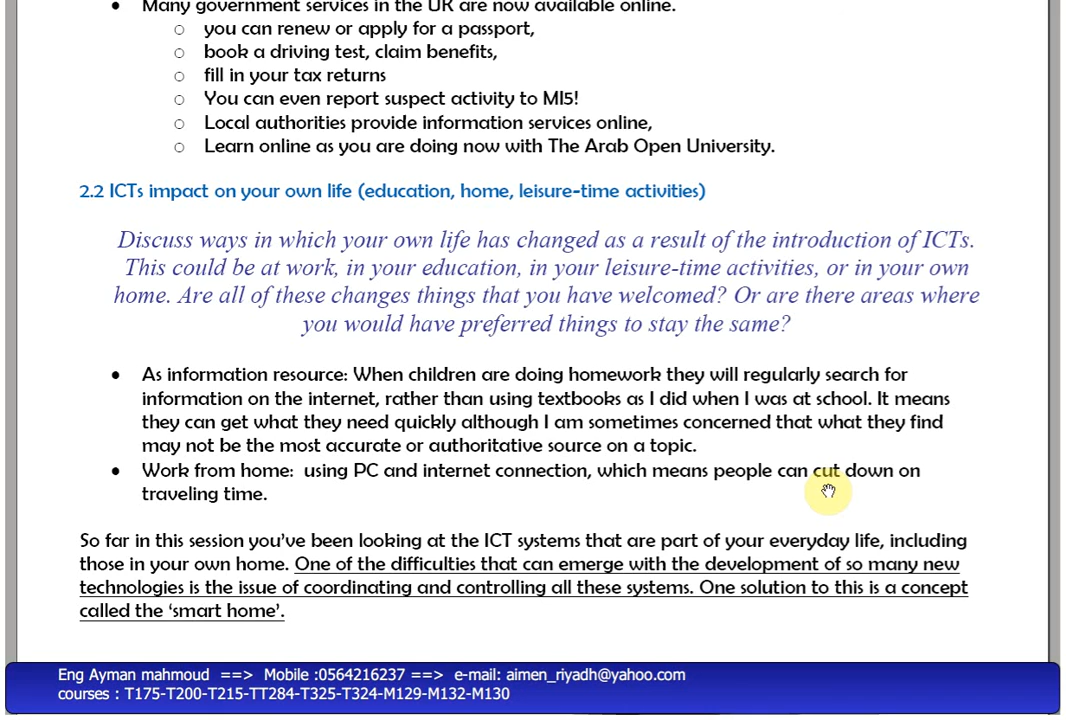 • Many government services in the UK are now available online.
○ you can renew or apply for a passport,
○ book a driving test, claim benefits,
○ fill in your tax returns
○ You can even report suspect activity to MI5!
○ Local authorities provide information services online,
○ Learn online as you are doing now with The Arab Open University.
2.2 ICTs impact on your own life (education, home, leisure-time activities)
Discuss ways in which your own life has changed as a result of the introduction of ICTs.
This could be at work, in your education, in your leisure-time activities, or in your own
home. Are all of these changes things that you have welcomed? Or are there areas where
you would have preferred things to stay the same?
• As information resource: When children are doing homework they will regularly search for
information on the internet, rather than using textbooks as I did when I was at school. It means
they can get what they need quickly although I am sometimes concerned that what they find
may not be the most accurate or authoritative source on a topic.
• Work from home: using PC and internet connection, which means people can cut down on
traveling time.
So far in this session you've been looking at the ICT systems that are part of your everyday life, including
those in your own home. One of the difficulties that can emerge with the development of so many new
technologies is the issue of coordinating and controlling all these systems. One solution to this is a concept
called the ‘smart home’.
Eng Ayman mahmoud ==> Mobile :0564216237 ==> e-mail: aimen_riyadh@yahoo.com
courses : T175-T200-T215-TT284-T325-T324-M129-M132-M130